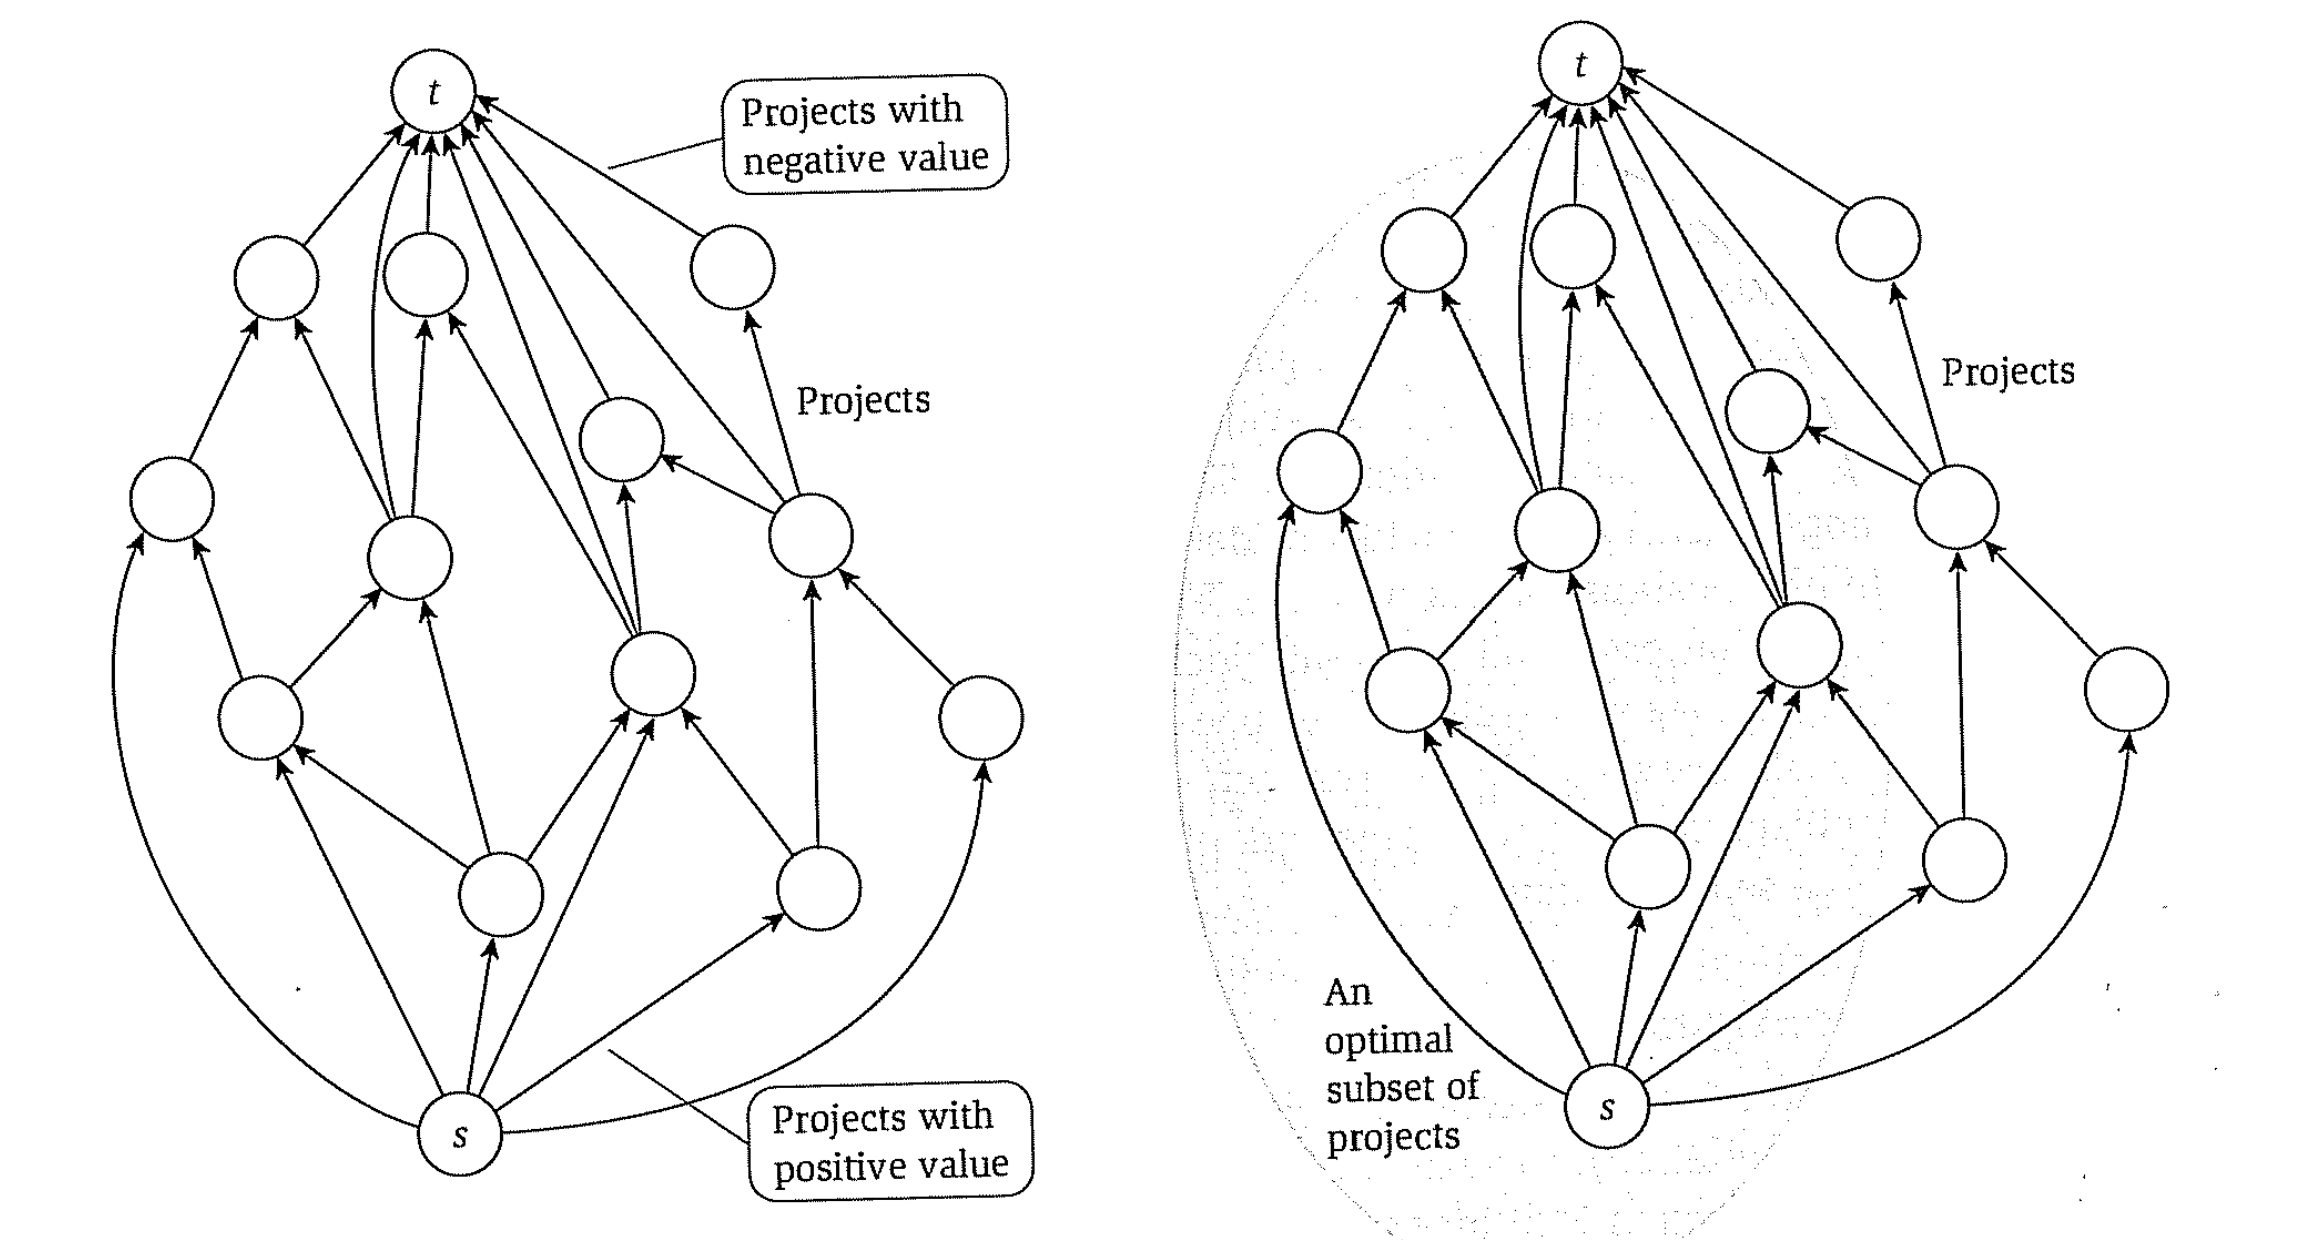 t
Projects with
negative value
Projects
s
Projects with
positive value
t
Projects
An
optimal
subset of
projects
s